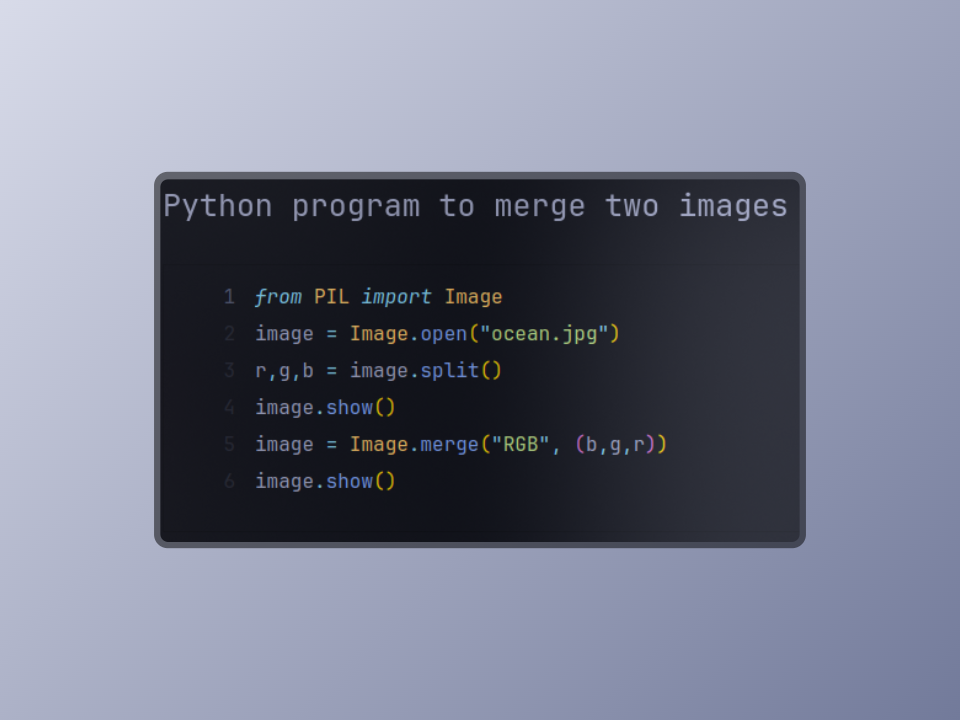 Python program to merge two images
1 from PIL import Image
2 image = Image.open("ocean.jpg")
3 r,g,b = image.split()
4 image.show()
5 image = Image.merge("RGB", (b,g,r))
6 image.show()